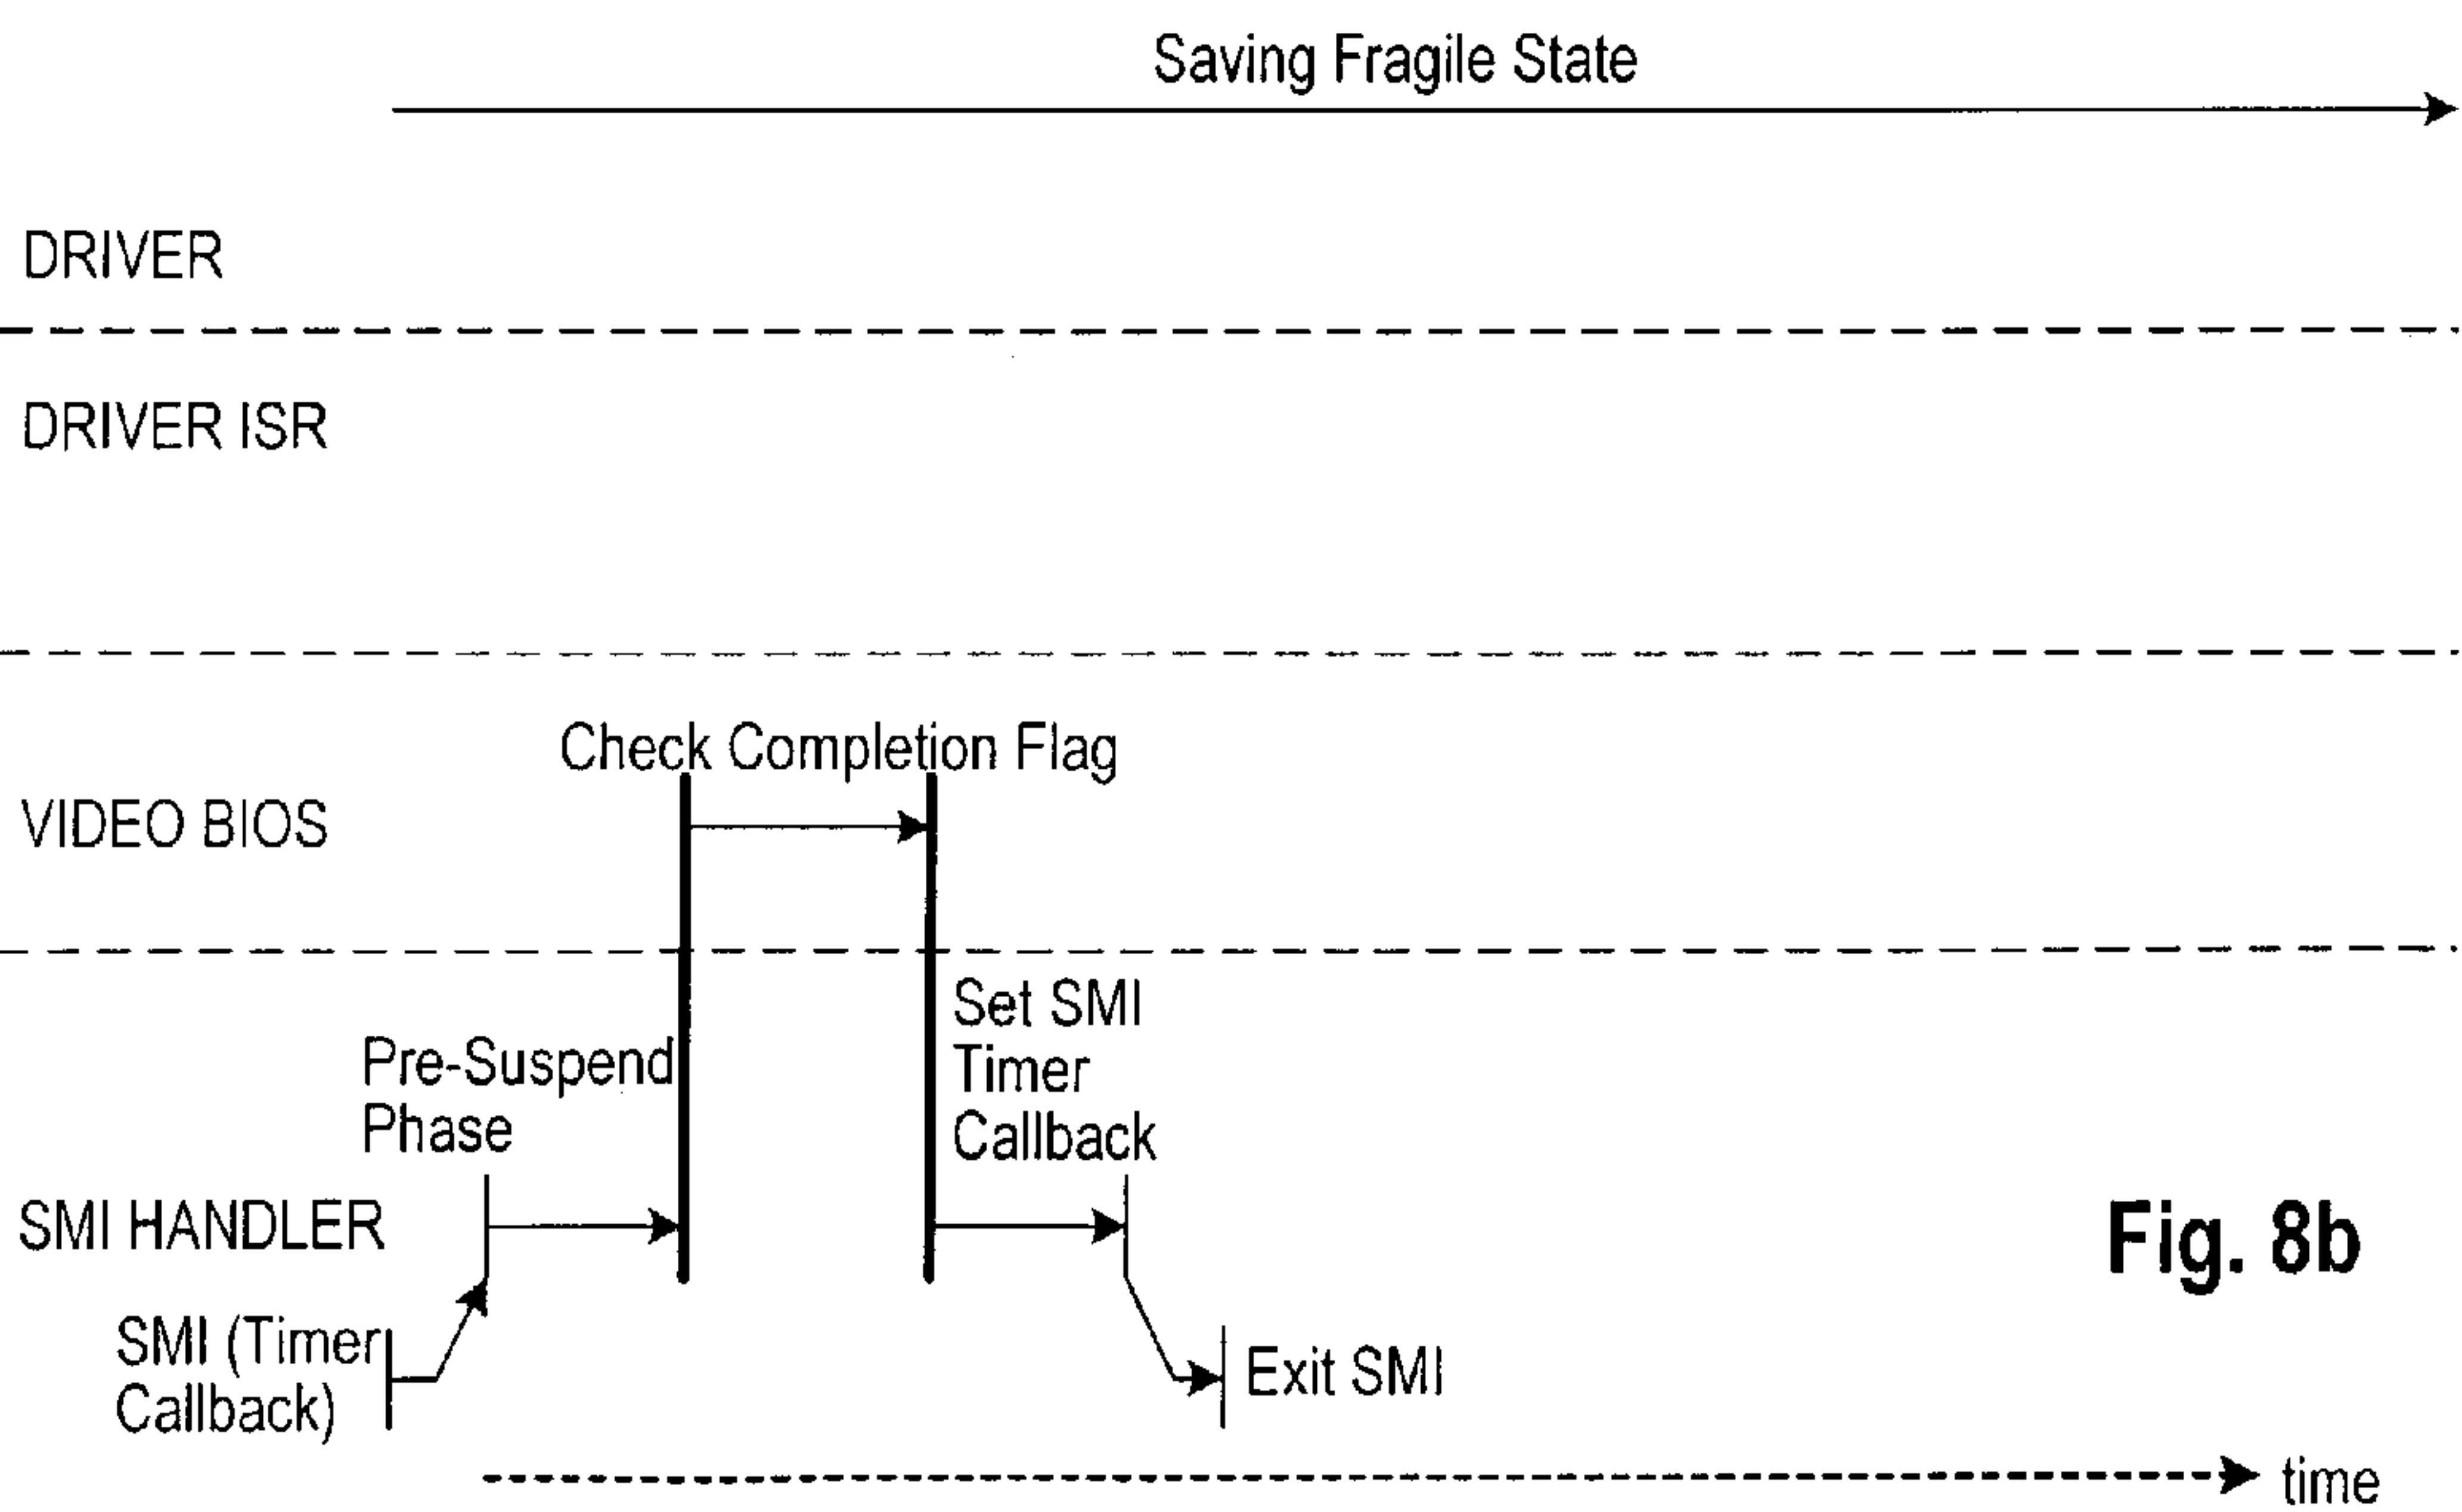 Saving Fragile State
DRIVER
DRIVER ISR
Check Completion Flag
VIDEO BIOS
Set SMI
Timer
Callback
Pre-Suspend
Phase
SMI HANDLER
Fig. 8b
SMI (Timer
Callback)
Exit SMI
time